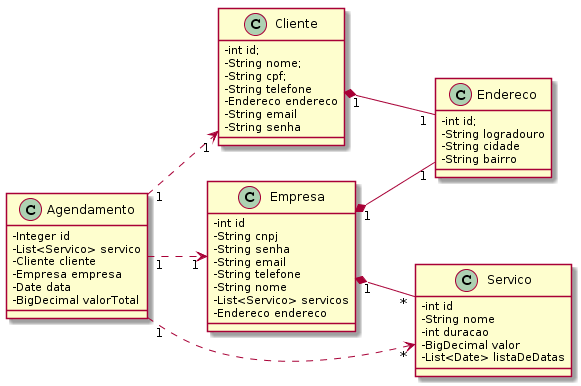 C Cliente
-int id;
-String nome;
-String cpf;
-String telefone
-Endereco endereco
-String email
-String senha
C Endereco
-int id;
-String logradouro
-String cidade
-String bairro
C Agendamento
-Integer id
-List<Servico> servico
-Cliente cliente
-Empresa empresa
-Date data
-BigDecimal valorTotal
C Empresa
-int id
-String cnpj
-String senha
-String email
-String telefone
-String nome
-List<Servico> servicos
-Endereco endereco
C Servico
-int id
-String nome
-int duracao
-BigDecimal valor
-List<Date> listaDeDatas
1
1
1
1
1
1
1
1
1
*
1
*